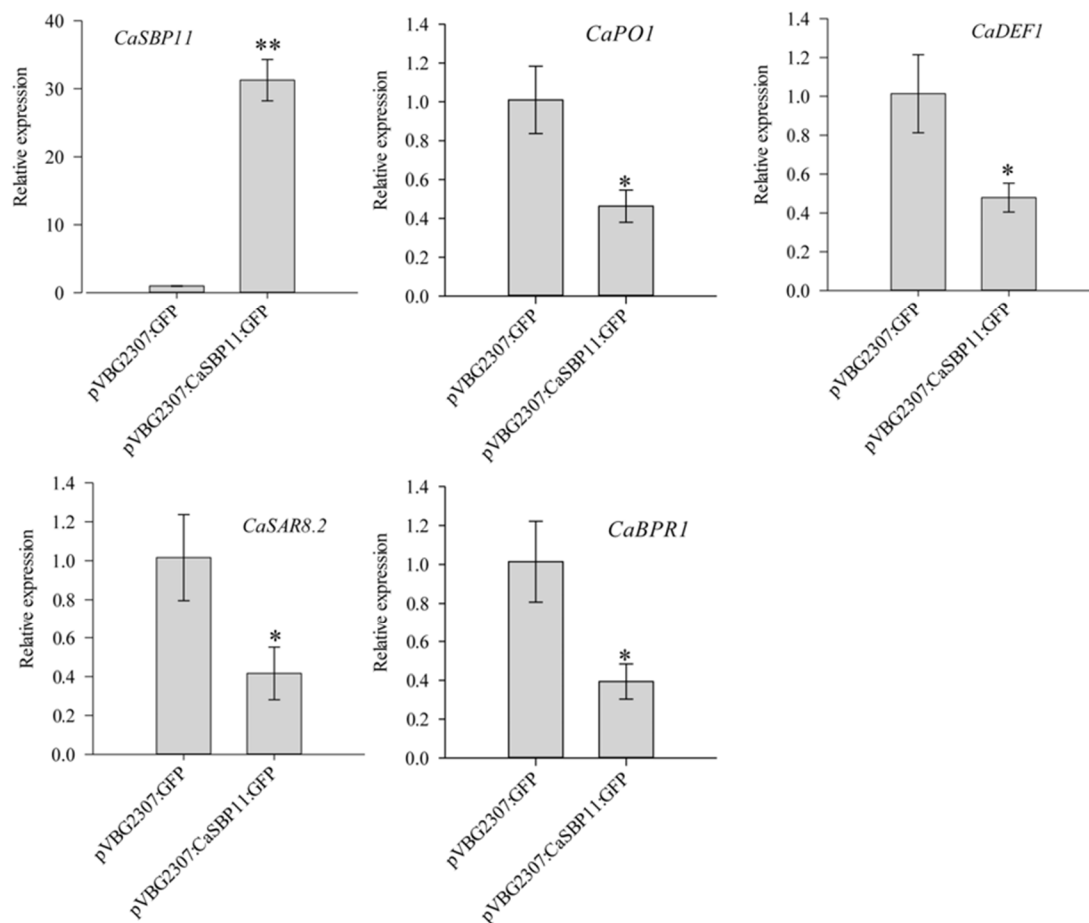 CaSBP11
**
Relative expression
40
30
20
10
0
pVBG2307:GFP
pVBG2307:CaSBP11:GFP
CaPO1
*
Relative expression
1.4
1.2
1.0
0.8
0.6
0.4
0.2
0.0
pVBG2307:GFP
pVBG2307:CaSBP11:GFP
CaDEF1
*
Relative expression
1.4
1.2
1.0
0.8
0.6
0.4
0.2
0.0
pVBG2307:GFP
pVBG2307:CaSBP11:GFP
CaSAR8.2
*
Relative expression
1.4
1.2
1.0
0.8
0.6
0.4
0.2
0.0
pVBG2307:GFP
pVBG2307:CaSBP11:GFP
CaBPR1
*
Relative expression
1.4
1.2
1.0
0.8
0.6
0.4
0.2
0.0
pVBG2307:GFP
pVBG2307:CaSBP11:GFP